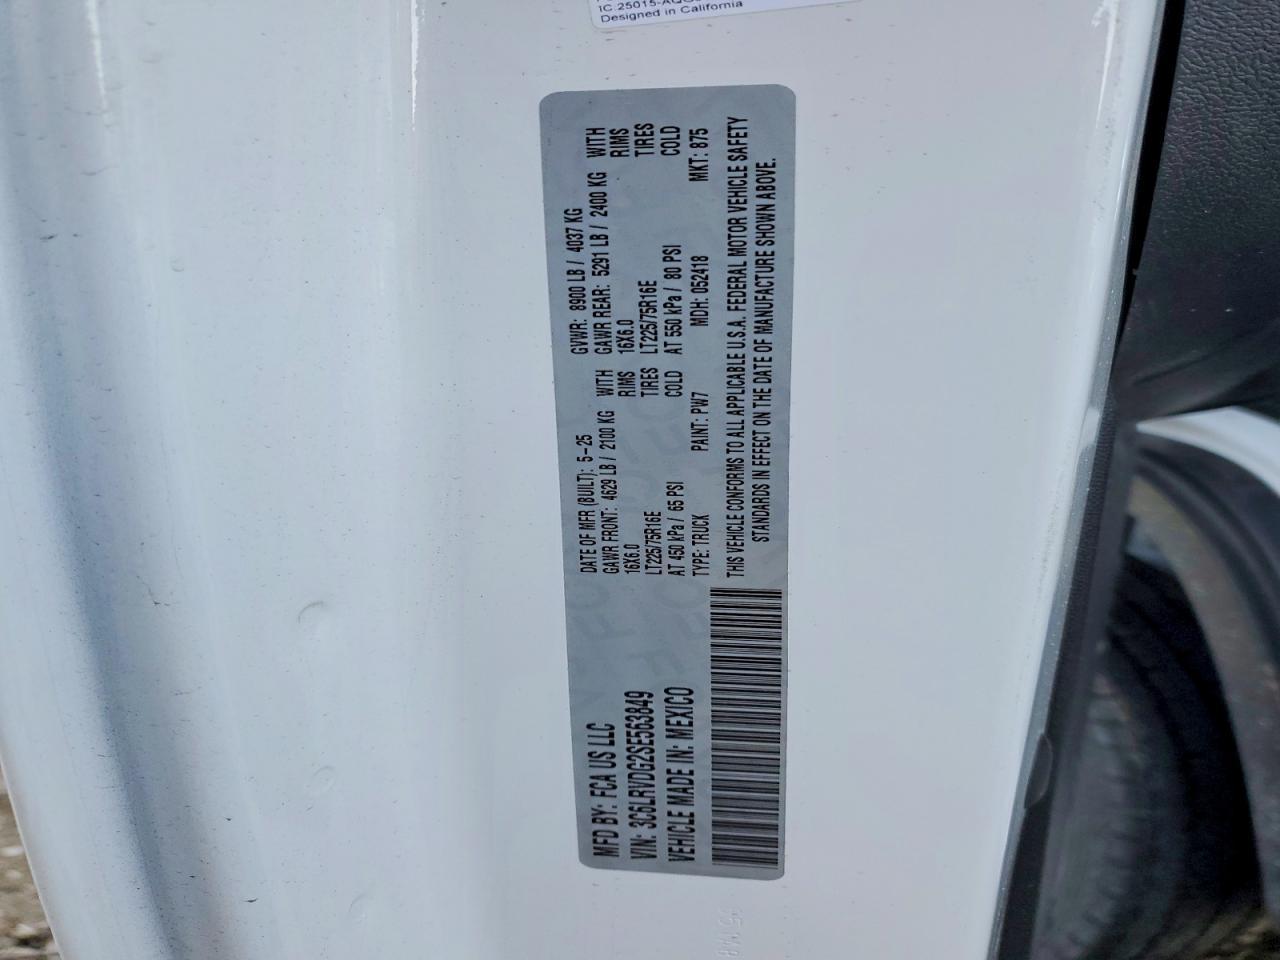 IC:25015-
Designed in California
MFD BY: FCA US LLC
DATE OF MFR (BUILT): 5-25 GVWR: 8900 LB / 4037 KG
VIN: 3C6LRVDG2SE563849
GAWR FRONT: 4629 LB / 2100 KG WITH GAWR REAR: 5291 LB / 2400 KG WITH
16X6.0 RIMS 16X6.0 RIMS
LT225/75R16E TIRES LT225/75R16E TIRES
AT 450 kPa / 65 PSI COLD AT 550 kPa / 80 PSI COLD
VEHICLE MADE IN: MEXICO
TYPE: TRUCK PAINT: PW7 MDH: 052418 MKT: 875
THIS VEHICLE CONFORMS TO ALL APPLICABLE U.S.A. FEDERAL MOTOR VEHICLE SAFETY
STANDARDS IN EFFECT ON THE DATE OF MANUFACTURE SHOWN ABOVE.